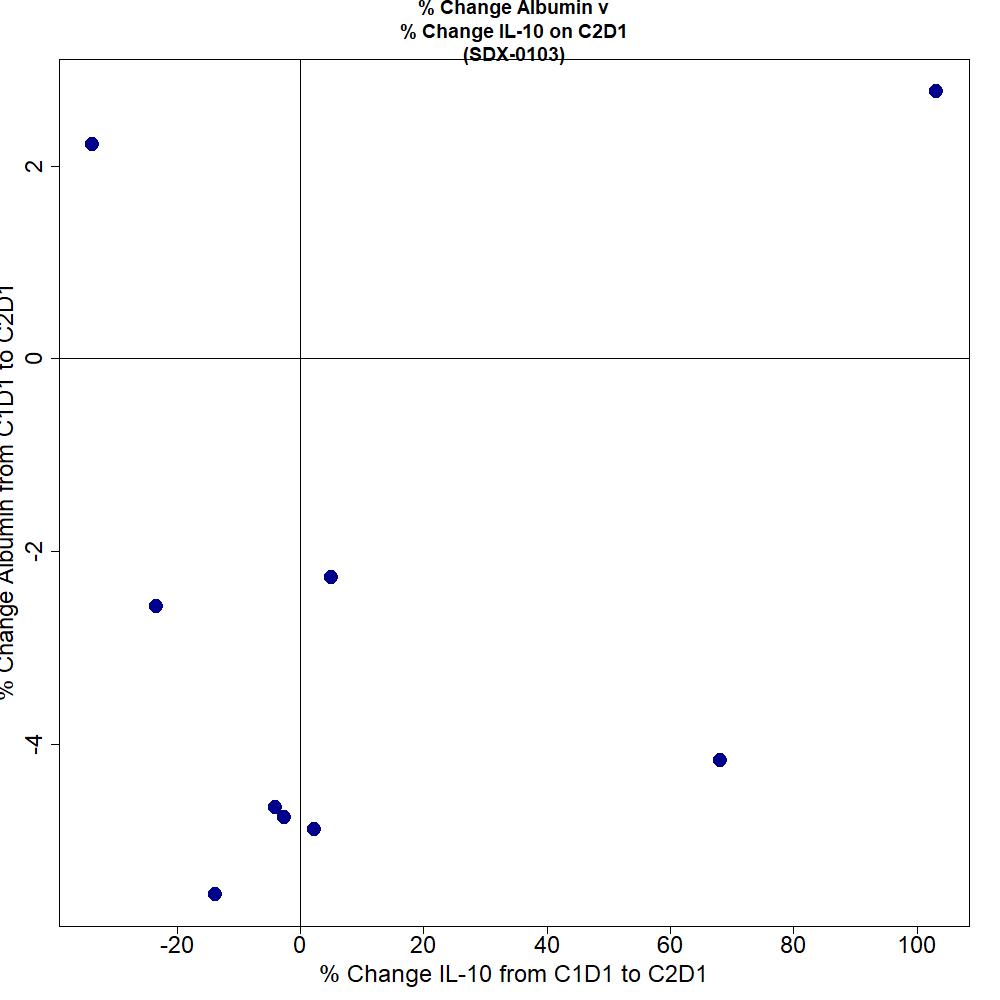 % Change Albumin v
% Change IL-10 on C2D1
(SDX-0103)
% Change Albumin from C1D1 to C2D1
2
0
-2
-4
-20
0
20
40
60
80
100
% Change IL-10 from C1D1 to C2D1